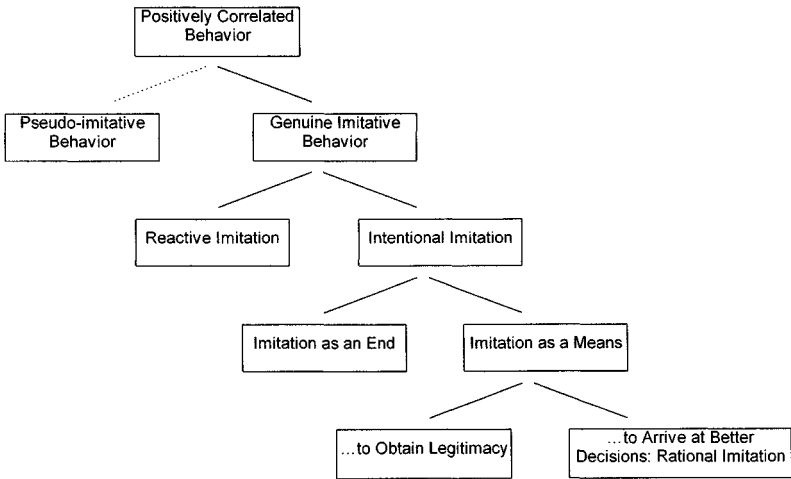 Positively Correlated
Behavior
Pseudo-imitative
Behavior
Genuine Imitative
Behavior
Reactive Imitation
Intentional Imitation
Imitation as an End
Imitation as a Means
...to Obtain Legitimacy
...to Arrive at Better
Decisions: Rational Imitation